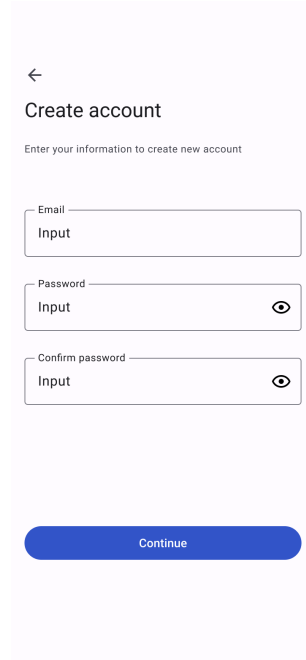 Create account
Enter your information to create new account
Email
Input
Password
Input
Confirm password
Input
Continue